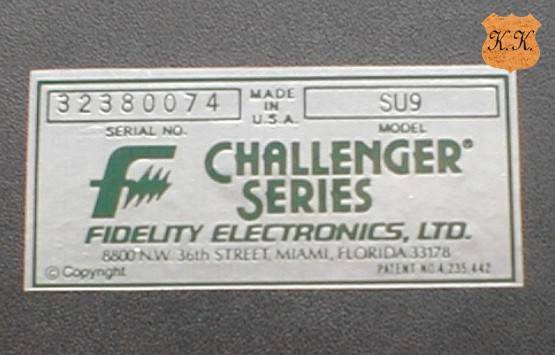 K.K.
32380074 MADE IN U.S.A. SU9
SERIAL NO. MODEL
CHALLENGER®
SERIES
FIDELITY ELECTRONICS, LTD.
8800 N.W. 36th STREET, MIAMI, FLORIDA 33178
© Copyright PATENT NO. 4,235,442